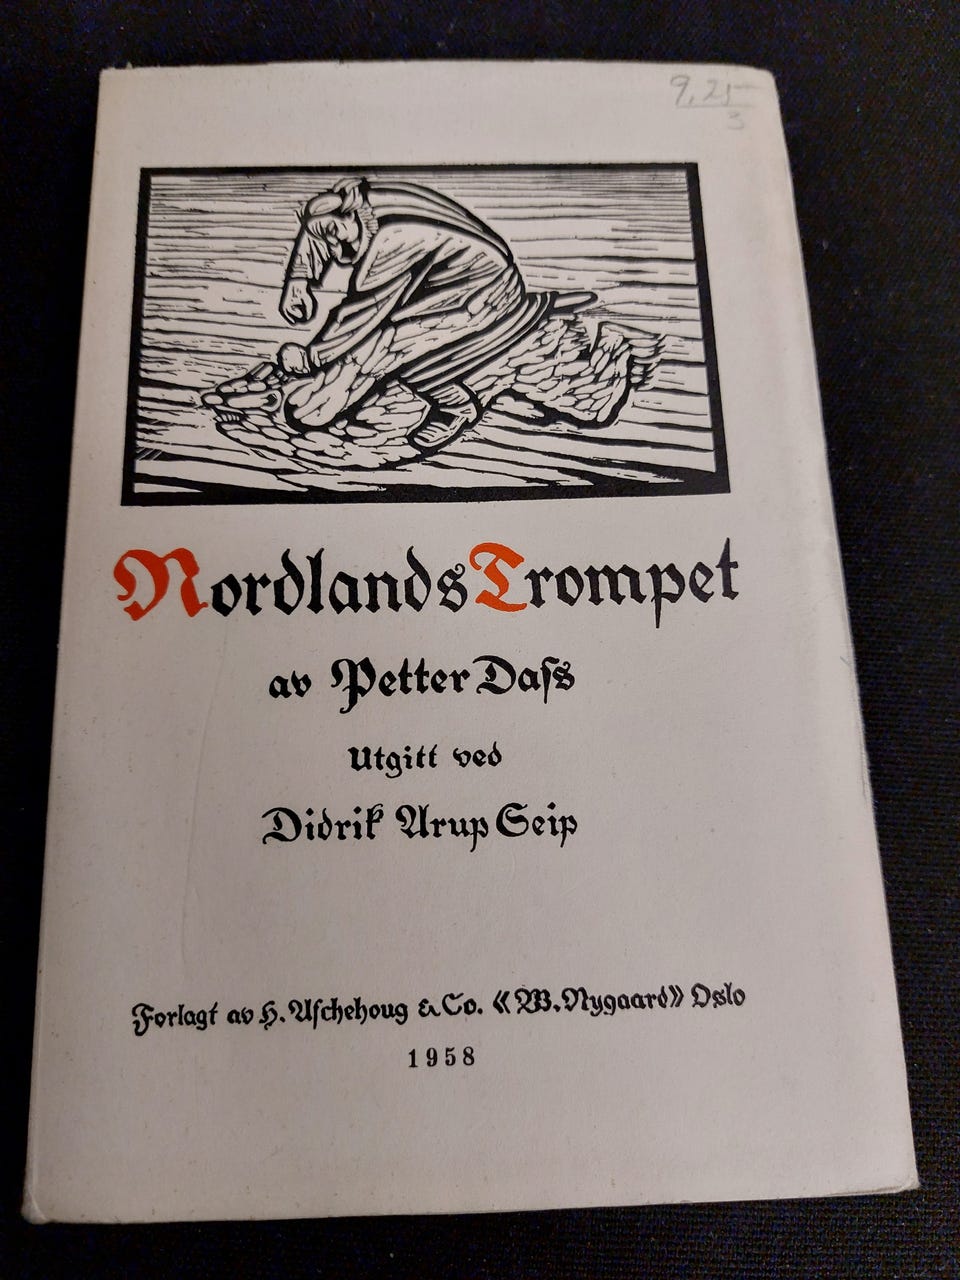 9,25
3
Nordlands Trompet
av Petter Daſs
Utgitt ved
Didrik Arup Seip
Forlagt av H. Aſchehoug & Co. «W. Nygaard» Oslo
1958